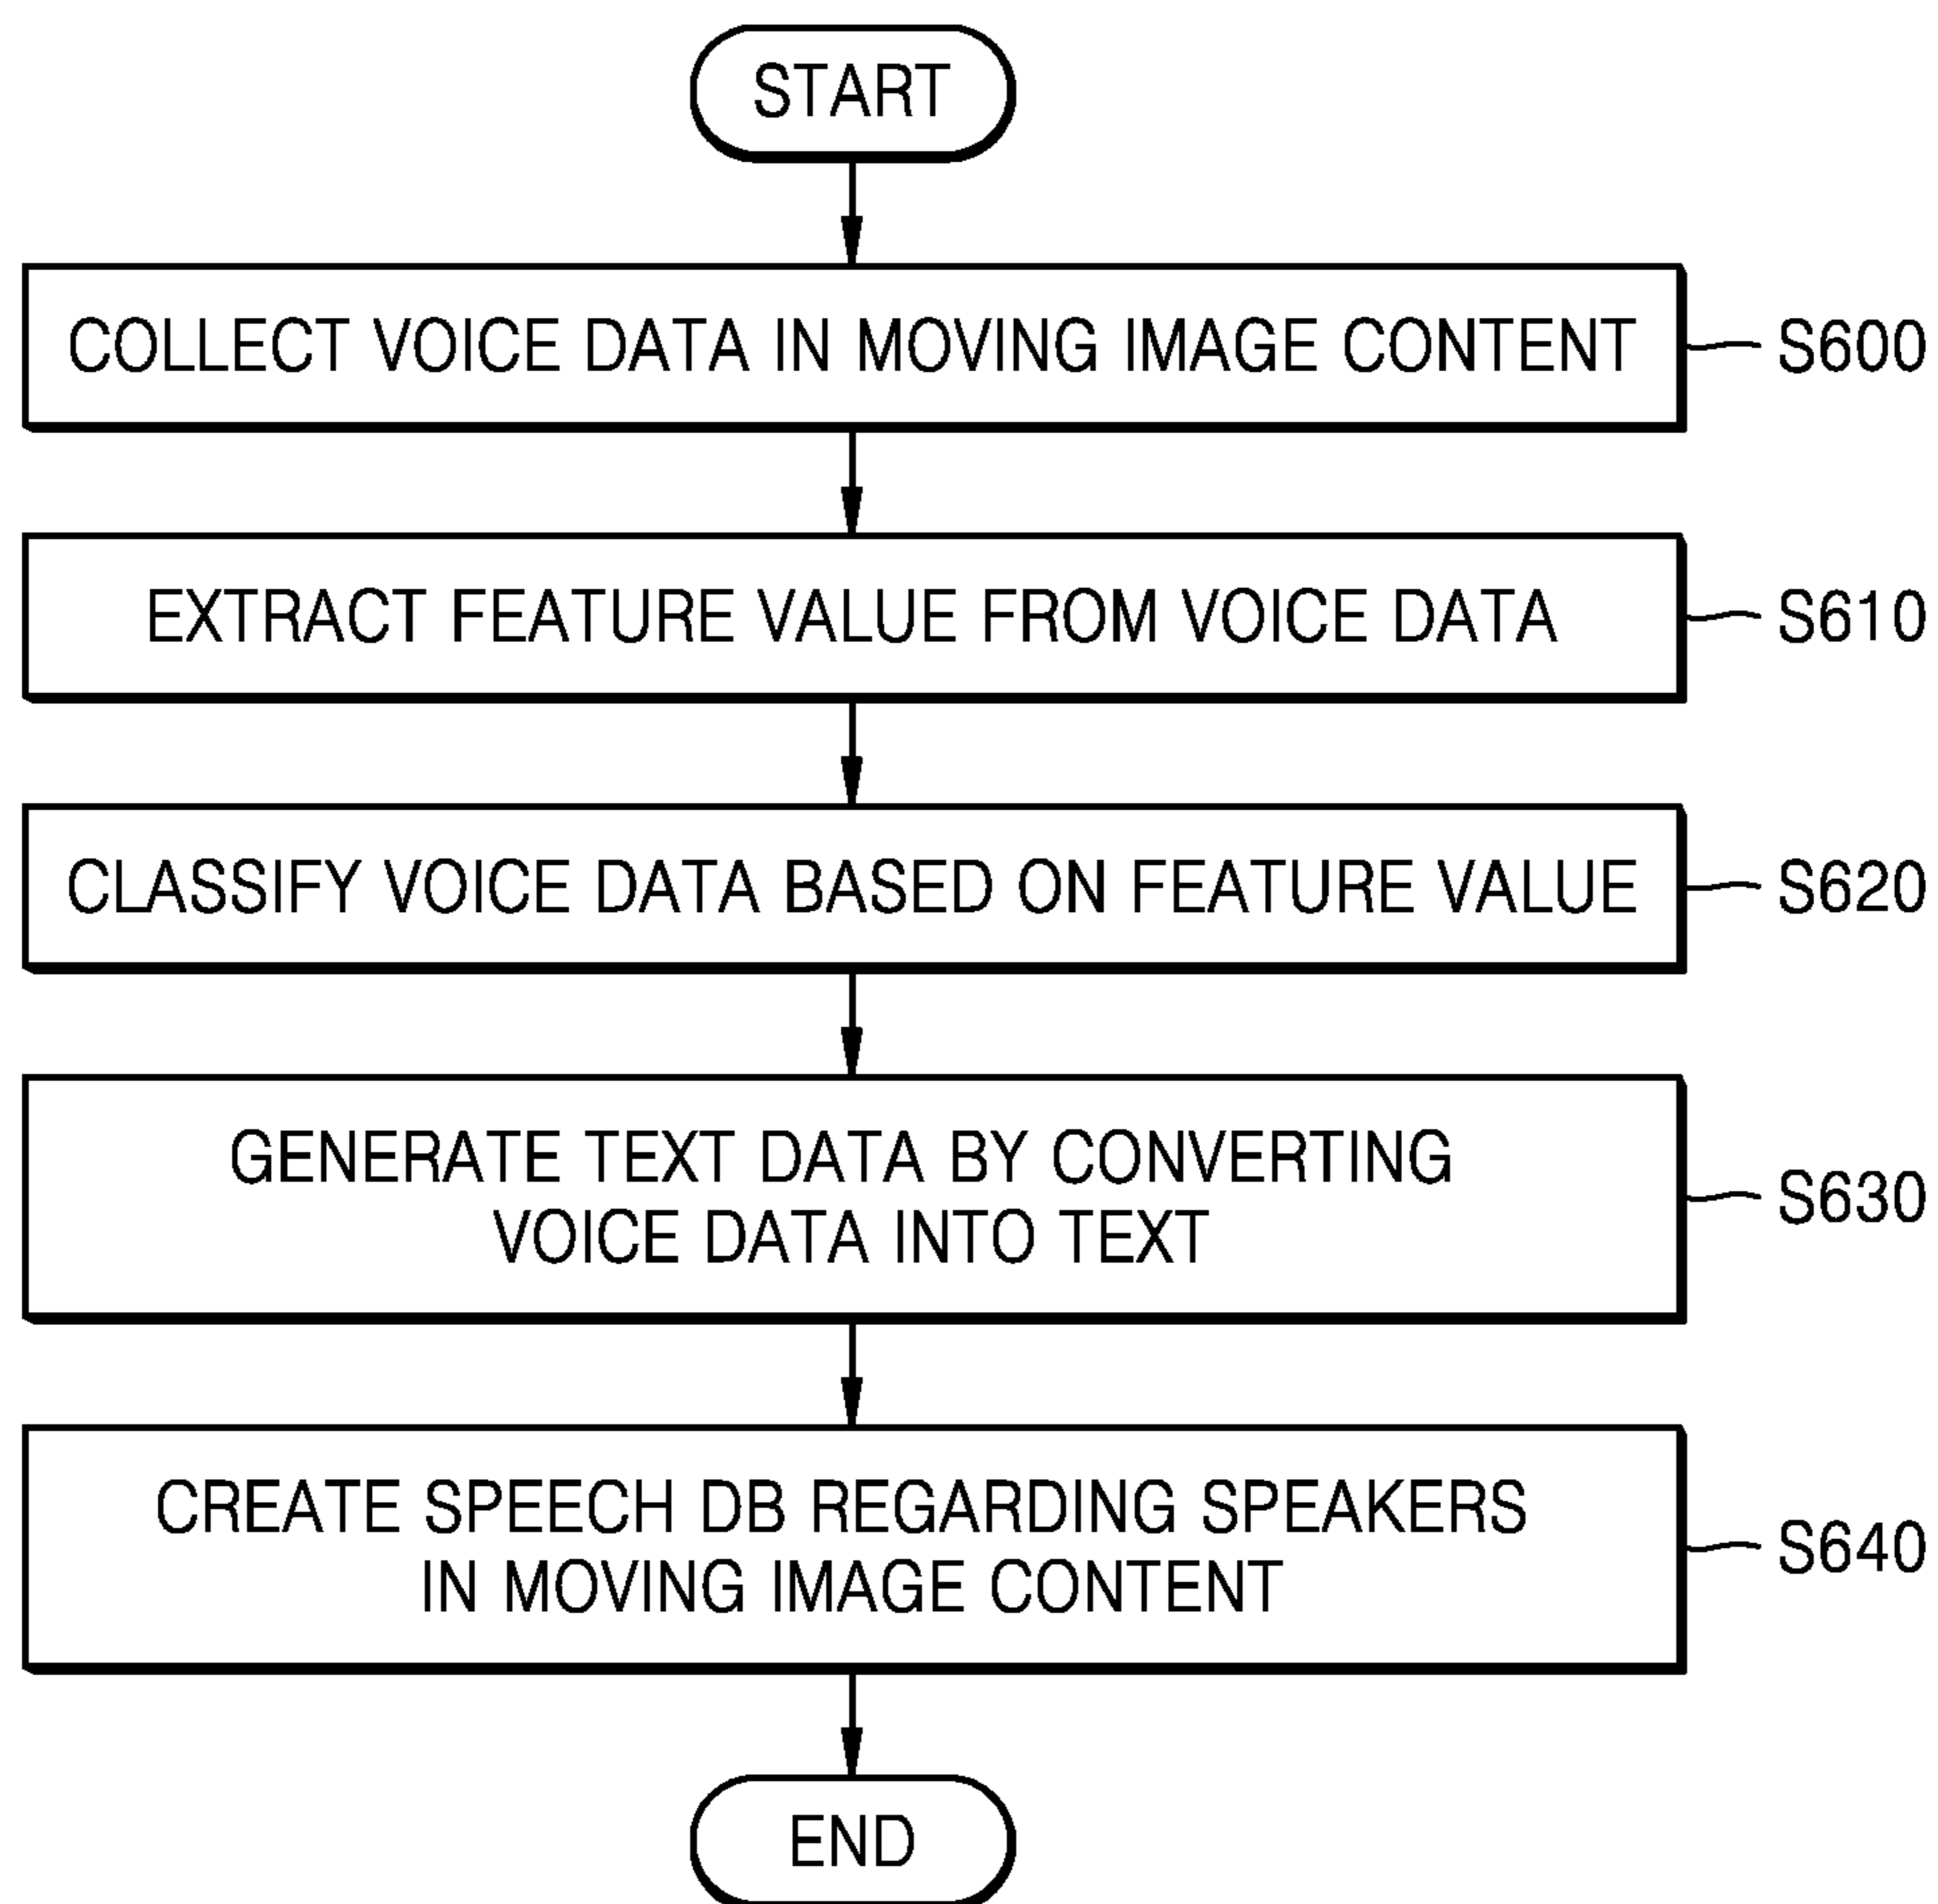 START
COLLECT VOICE DATA IN MOVING IMAGE CONTENT
S600
EXTRACT FEATURE VALUE FROM VOICE DATA
S610
CLASSIFY VOICE DATA BASED ON FEATURE VALUE
S620
GENERATE TEXT DATA BY CONVERTING
VOICE DATA INTO TEXT
S630
CREATE SPEECH DB REGARDING SPEAKERS
IN MOVING IMAGE CONTENT
S640
END